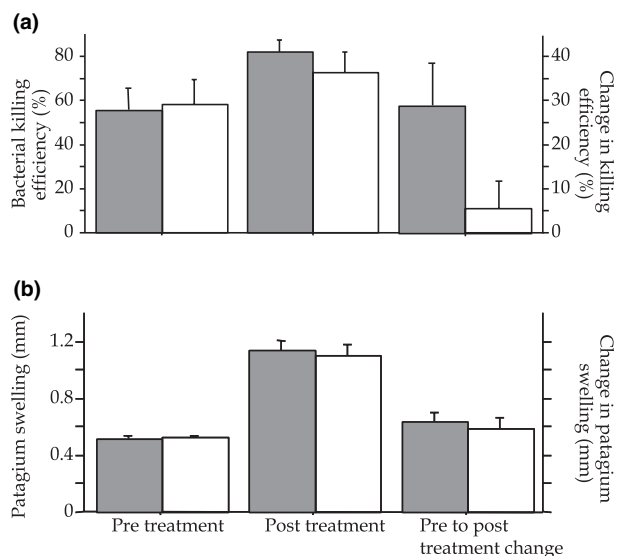 (a)
80
60
40
20
0
Bacterial killing
efficiency (%)
40
30
20
10
0
Change in killing
efficiency (%)
(b)
1.2
0.8
0.4
0
Patagium swelling (mm)
Change in patagium
swelling (mm)
Pre treatment
Post treatment
Pre to post
treatment change